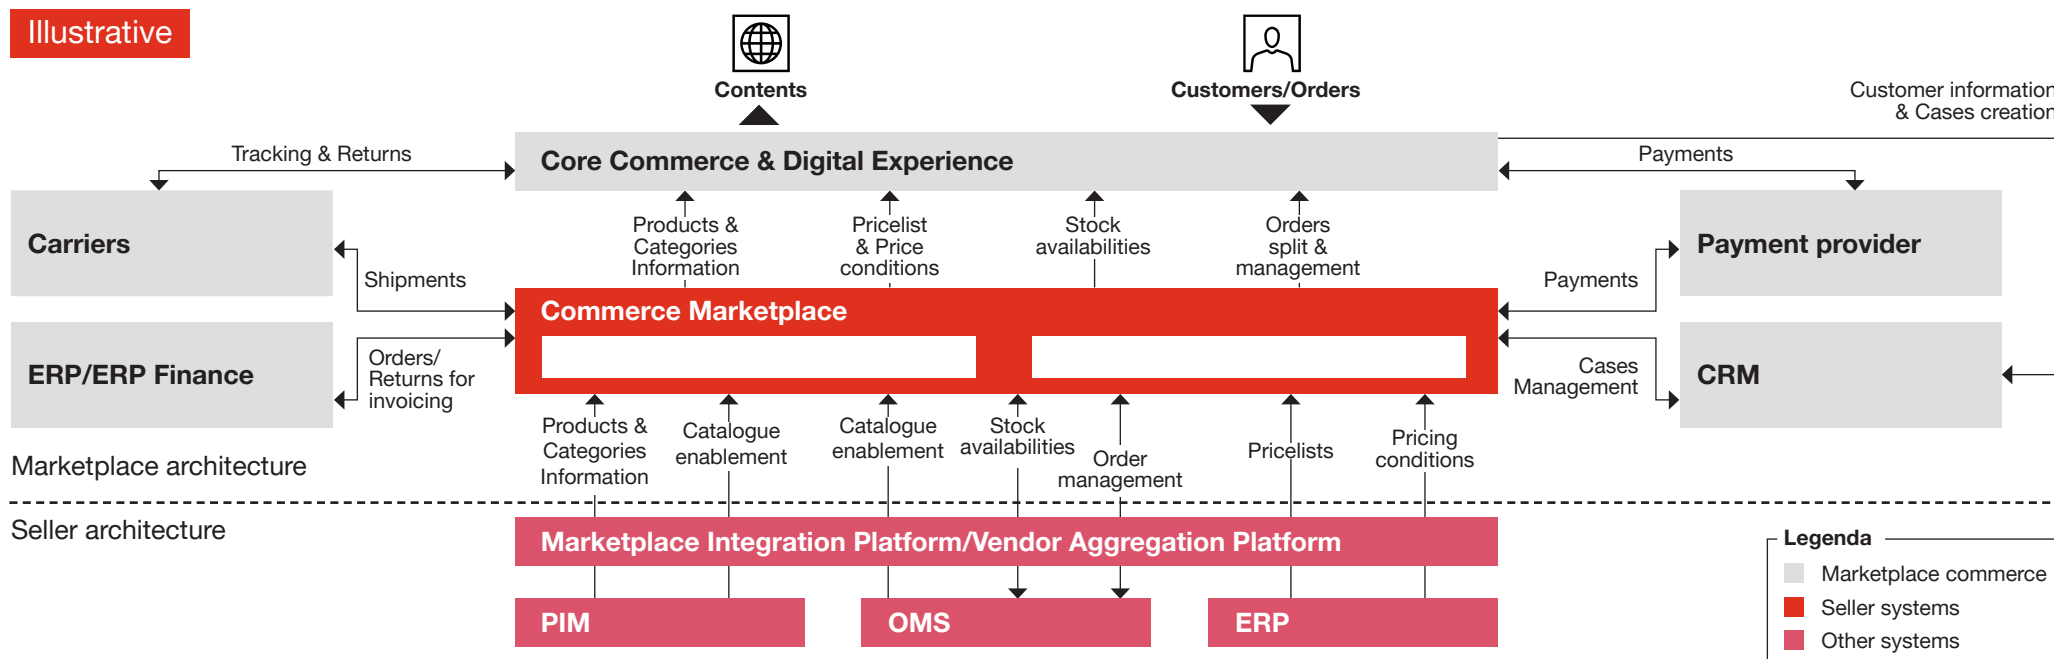 Illustrative
Contents
Customers/Orders
Customer information
& Cases creation
Tracking & Returns
Core Commerce & Digital Experience
Payments
Carriers
Products &
Categories
Information
Pricelist
& Price
conditions
Stock
availabilities
Orders
split &
management
Payment provider
Shipments
Payments
Commerce Marketplace
ERP/ERP Finance
Orders/
Returns for
invoicing
Cases
Management
CRM
Products &
Categories
Information
Catalogue
enablement
Catalogue
enablement
Stock
availabilities
Order
management
Pricelists
Pricing
conditions
Marketplace architecture
Seller architecture
Marketplace Integration Platform/Vendor Aggregation Platform
PIM
OMS
ERP
Legenda
Marketplace commerce
Seller systems
Other systems